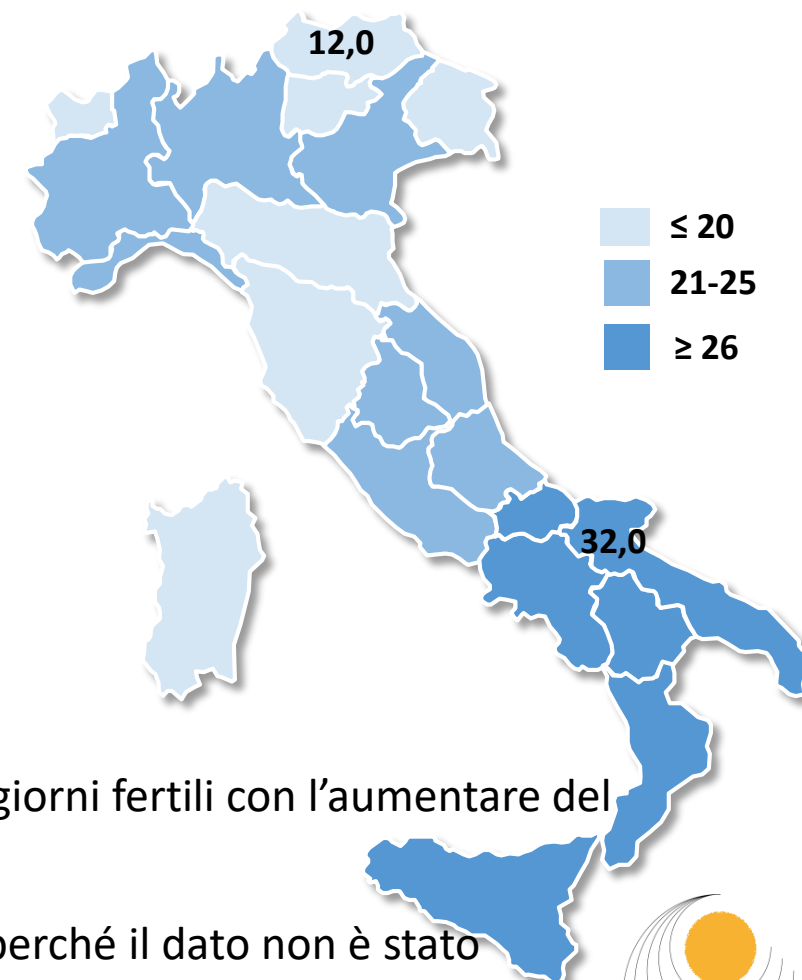 12,0
≤ 20
21-25
≥ 26
32,0
giorni fertili con l’aumentare del
perché il dato non è stato